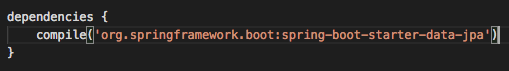 dependencies {
    compile('org.springframework.boot:spring-boot-starter-data-jpa')
}